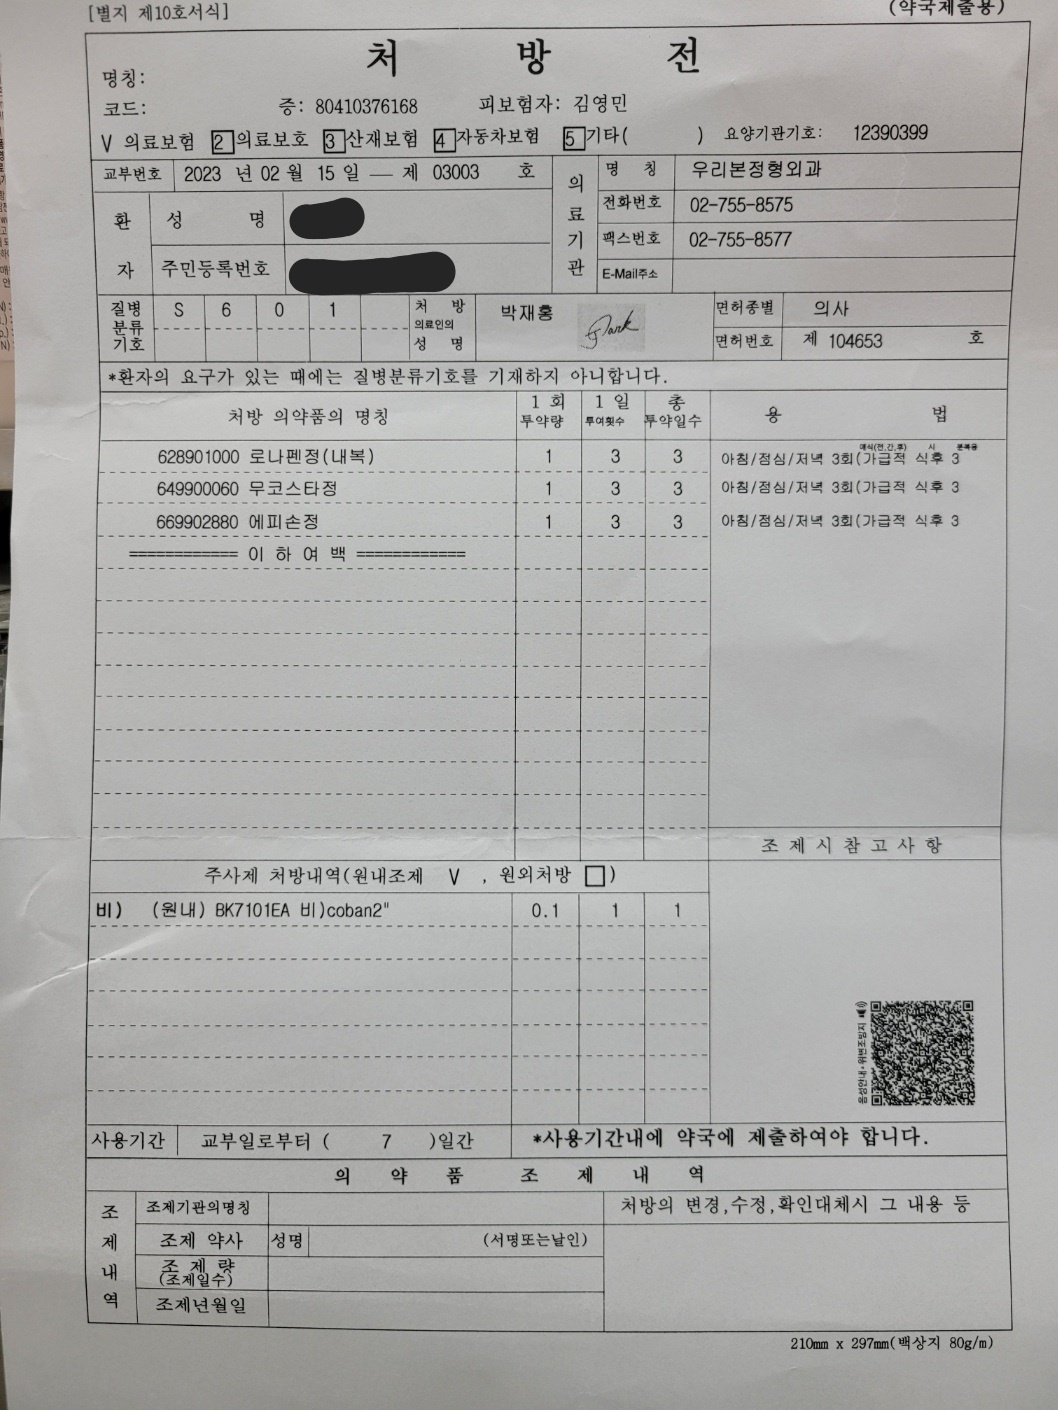 [별지 제10호서식] (약국제출용)
처 방 전
명칭:
코드: 증: 80410376168 피보험자: 김영민
V 의료보험 2 의료보호 3 산재보험 4 자동차보험 5 기타( ) 요양기관기호: 12390399
교부번호 2023 년 02 월 15 일 — 제 03003 호
의료기관
명 칭 우리본정형외과
전화번호 02-755-8575
팩스번호 02-755-8577
E-Mail주소
환자
성 명
주민등록번호
질병분류기호 S 6 0 1
처 방 의료인의 성 명 박재홍 Park
면허종별 의사
면허번호 제 104653 호
*환자의 요구가 있는 때에는 질병분류기호를 기재하지 아니합니다.
처방 의약품의 명칭 1 회 투약량 1 일 투여횟수 총 투약일수 용 법
매식(전,간,후) 시 분복용
628901000 로나펜정(내복) 1 3 3 아침/점심/저녁 3회(가급적 식후 3
649900060 무코스타정 1 3 3 아침/점심/저녁 3회(가급적 식후 3
669902880 에피손정 1 3 3 아침/점심/저녁 3회(가급적 식후 3
============ 이 하 여 백 ============
조 제 시 참 고 사 항
주사제 처방내역(원내조제 V , 원외처방 □)
비) (원내) BK7101EA 비)coban2" 0.1 1 1
음성안내·위변조방지
사용기간 교부일로부터 ( 7 )일간 *사용기간내에 약국에 제출하여야 합니다.
의 약 품 조 제 내 역
조제내역
조제기관의명칭 처방의 변경,수정,확인대체시 그 내용 등
조제 약사 성명 (서명또는날인)
조 제 량
(조제일수)
조제년월일
210mm x 297mm(백상지 80g/m)